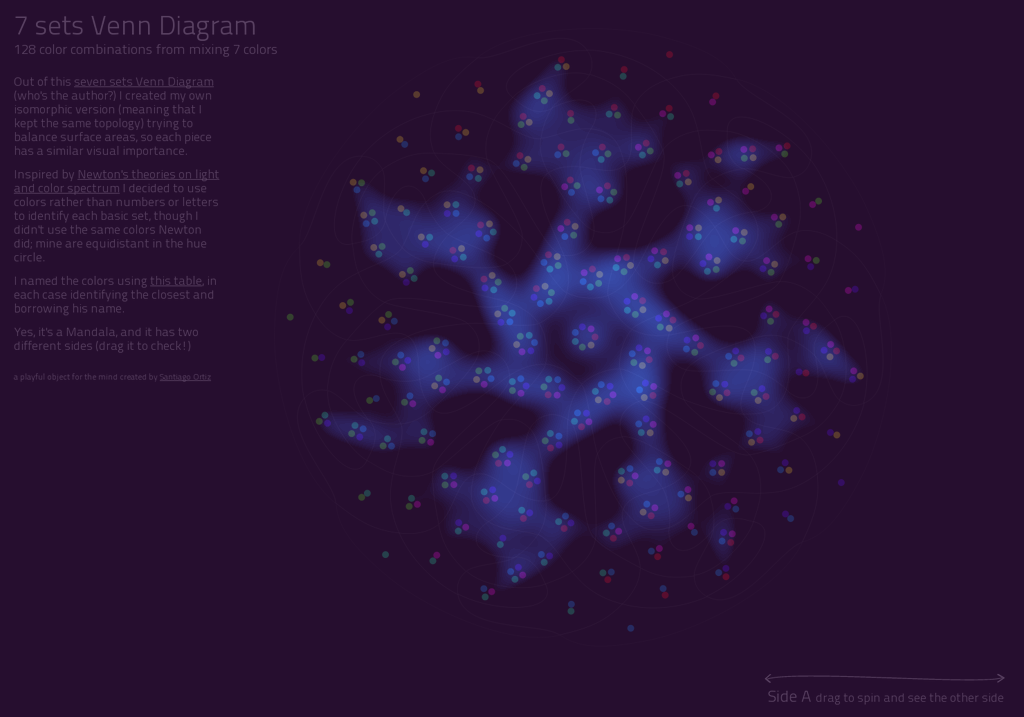 7 sets Venn Diagram
128 color combinations from mixing 7 colors
Out of this seven sets Venn Diagram
(who's the author?) I created my own
isomorphic version (meaning that I
kept the same topology) trying to
balance surface areas, so each piece
has a similar visual importance.
Inspired by Newton's theories on light
and color spectrum I decided to use
colors rather than numbers or letters
to identify each basic set, though I
didn't use the same colors Newton
did; mine are equidistant in the hue
circle.
I named the colors using this table, in
each case identifying the closest and
borrowing his name.
Yes, it's a Mandala, and it has two
different sides (drag it to check!)
a playful object for the mind created by Santiago Ortiz
Side A drag to spin and see the other side